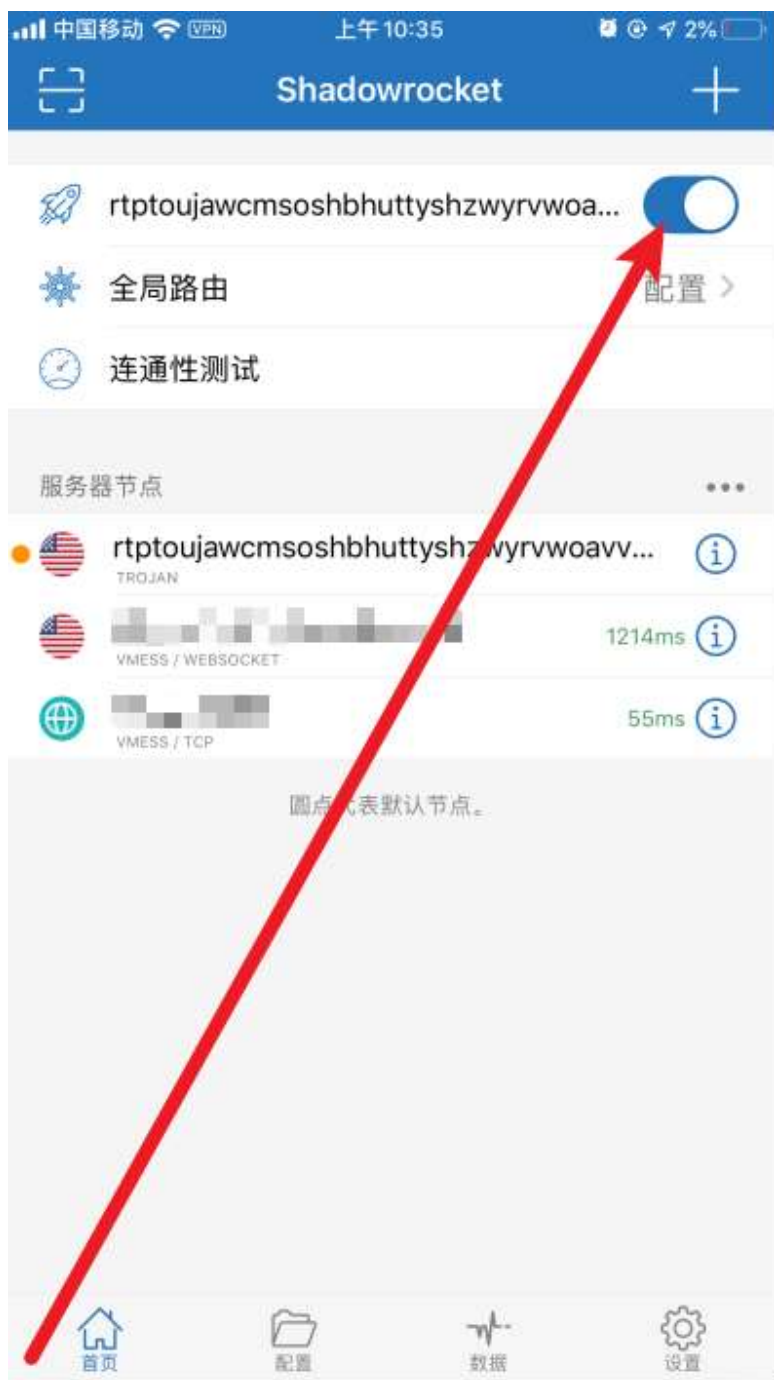 中国移动 VPN 上午10:35 2%
Shadowrocket
rtptoujawcmsoshbhuttyshzwyrvwoa...
全局路由 配置
连通性测试
服务器节点
rtptoujawcmsoshbhuttyshzwyrvwoavv...
TROJAN
1214ms
VMESS / WEBSOCKET
55ms
VMESS / TCP
圆点代表默认节点。
首页 配置 数据 设置